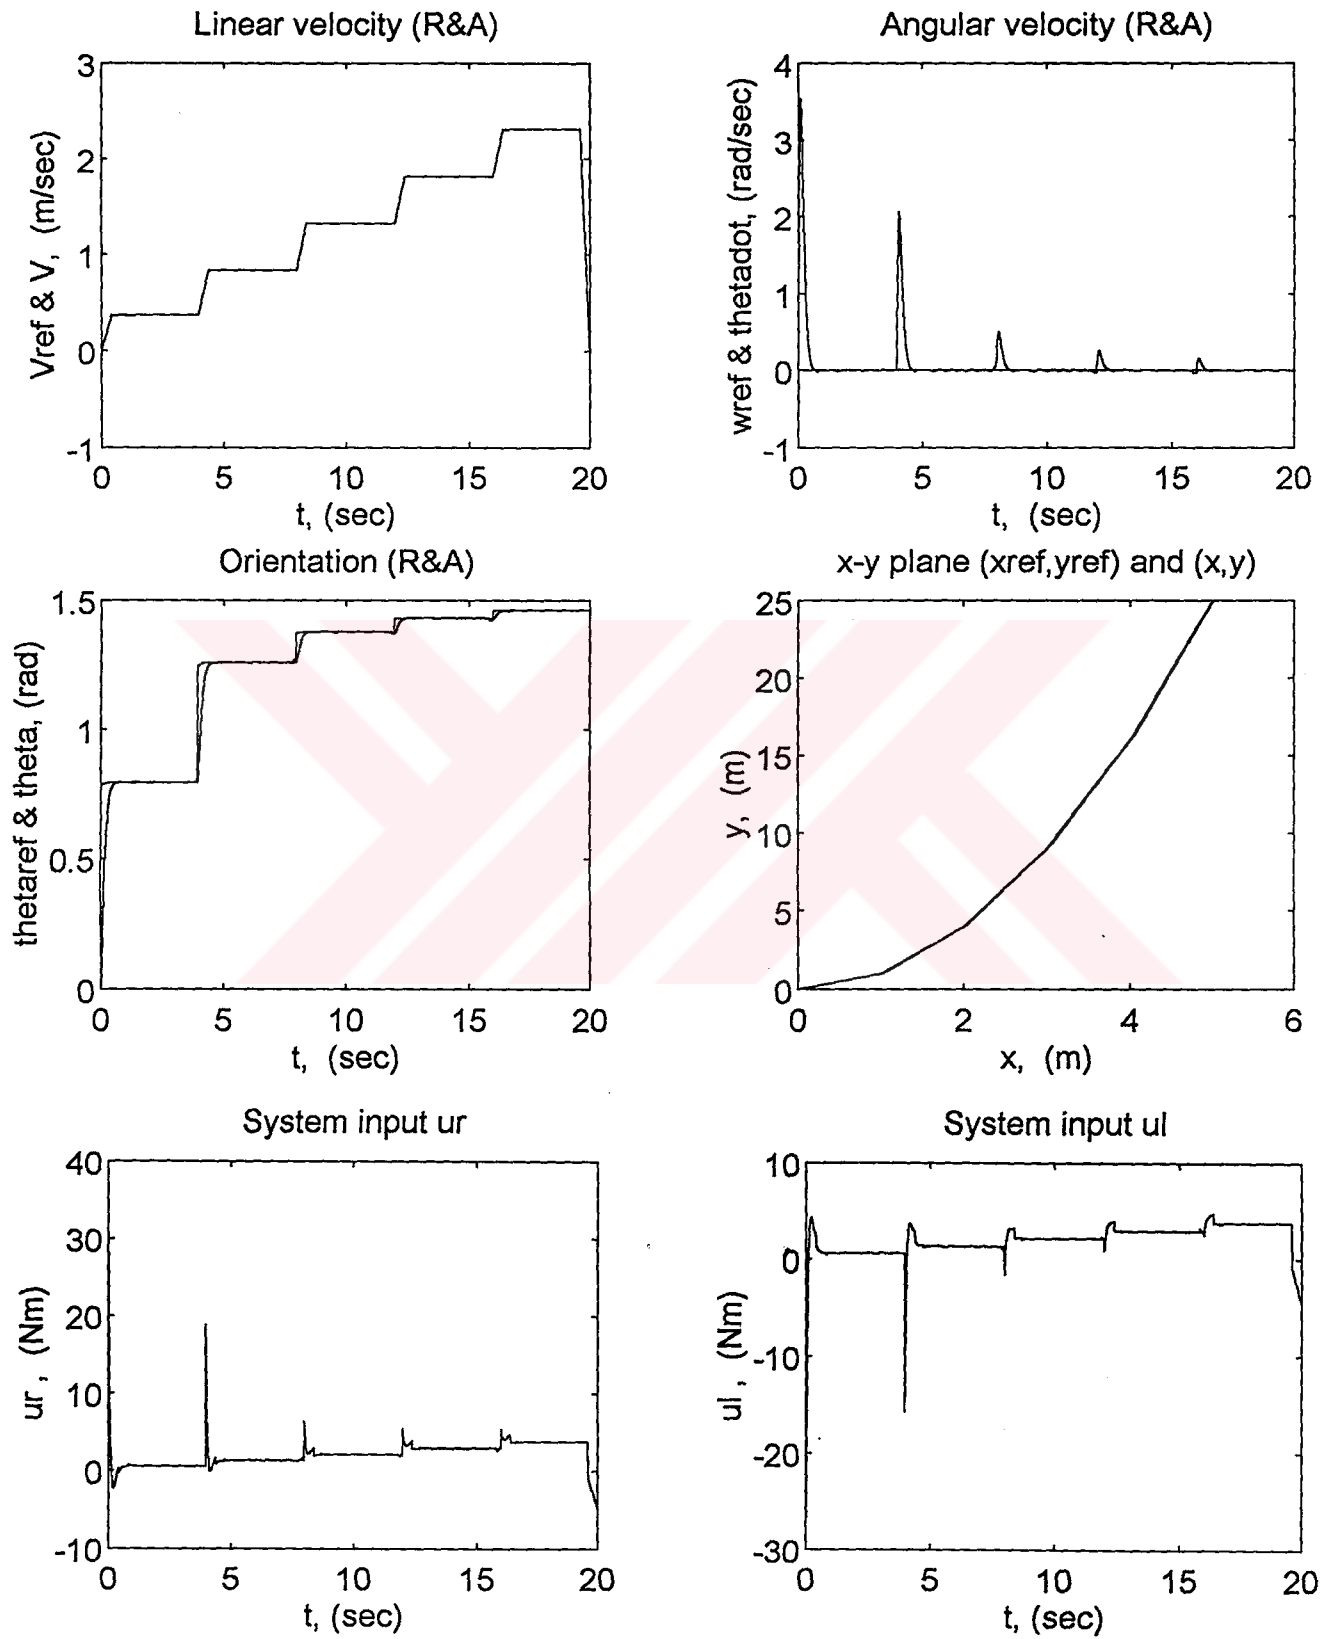 Linear velocity (R&A)
Vref & V, (m/sec)
3
2
1
0
-1
0 5 10 15 20
t, (sec)
Angular velocity (R&A)
wref & thetadot, (rad/sec)
4
3
2
1
0
-1
0 5 10 15 20
t, (sec)
Orientation (R&A)
thetaref & theta, (rad)
1.5
1
0.5
0
0 5 10 15 20
t, (sec)
x-y plane (xref,yref) and (x,y)
y, (m)
25
20
15
10
5
0
0 2 4 6
x, (m)
System input ur
ur , (Nm)
40
30
20
10
0
-10
0 5 10 15 20
t, (sec)
System input ul
ul , (Nm)
10
0
-10
-20
-30
0 5 10 15 20
t, (sec)